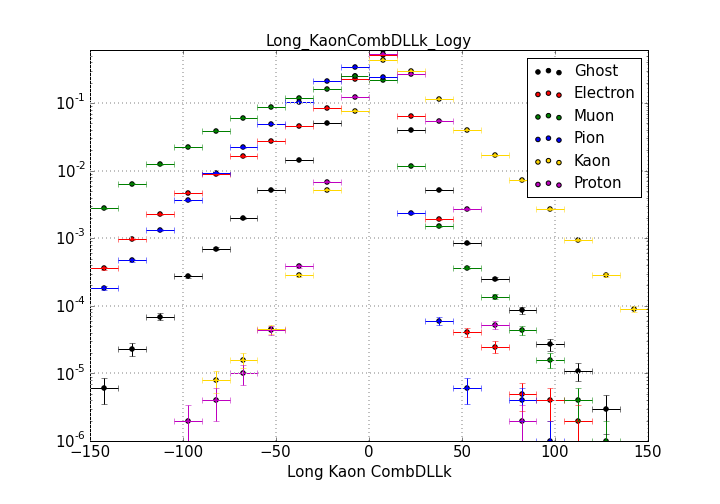 Long_KaonCombDLLk_Logy
Ghost
Electron
Muon
Pion
Kaon
Proton
10^-1
10^-2
10^-3
10^-4
10^-5
10^-6
−150 −100 −50 0 50 100 150
Long Kaon CombDLLk